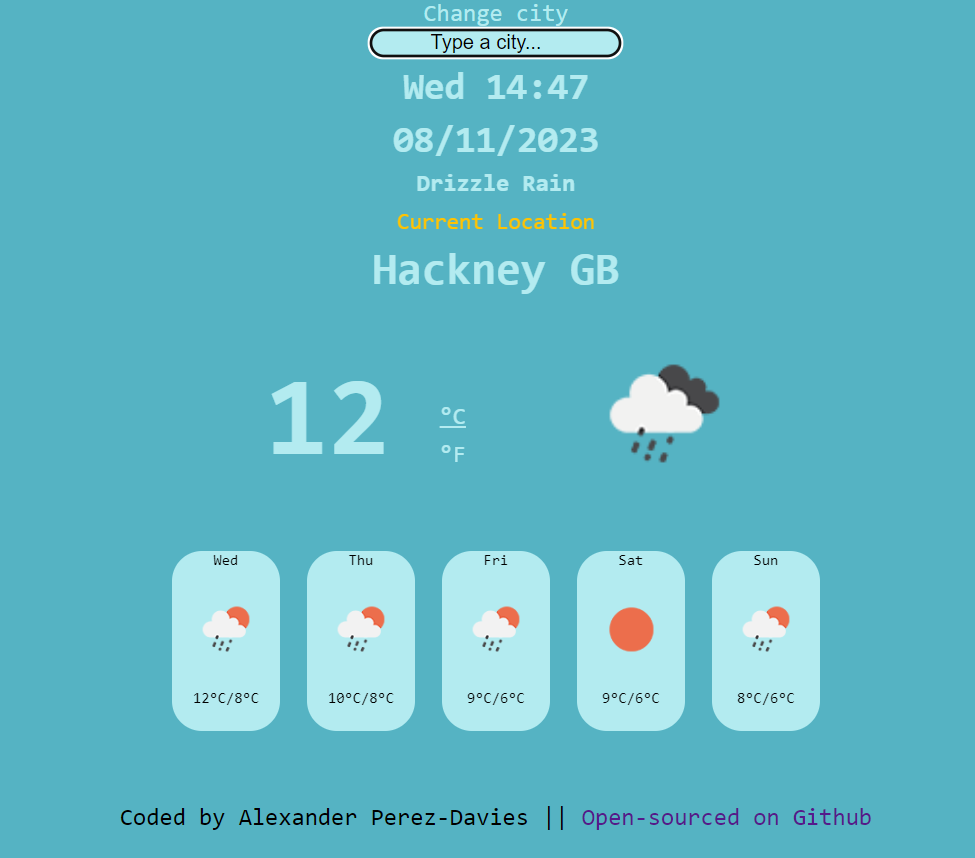 Change city
Type a city...
Wed 14:47
08/11/2023
Drizzle Rain
Current Location
Hackney GB
12 °C
°F
Wed Thu Fri Sat Sun
12°C/8°C 10°C/8°C 9°C/6°C 9°C/6°C 8°C/6°C
Coded by Alexander Perez-Davies || Open-sourced on Github